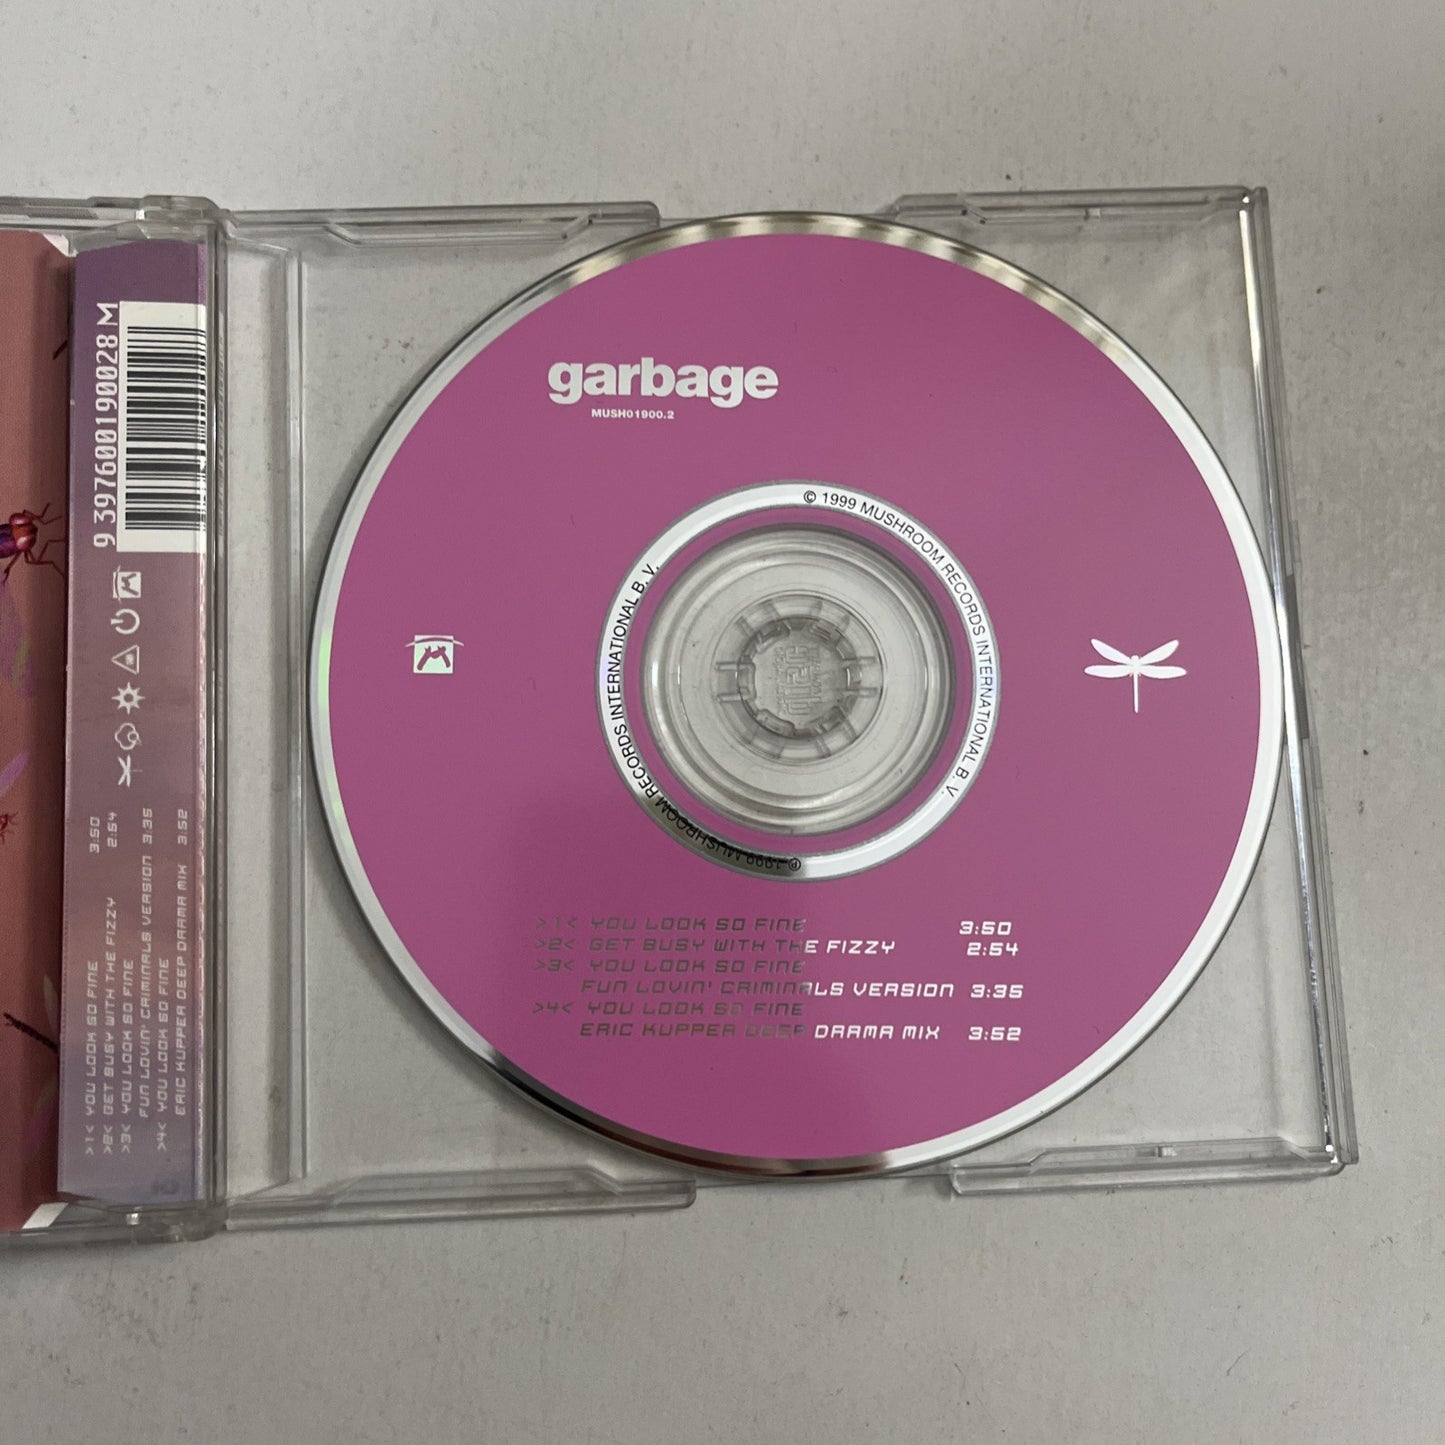 9 397600190028 M
>1< YOU LOOK SO FINE 3.50
>2< GET BUSY WITH THE FIZZY 2:54
>3< YOU LOOK SO FINE
FUN LOVIN' CRIMINALS VERSION 3.35
>4< YOU LOOK SO FINE
ERIC KUPPER DEEP DRAMA MIX 3:52
garbage
MUSH01900.2
© 1999 MUSHROOM RECORDS INTERNATIONAL B. V.
℗ 1999 MUSHROOM RECORDS INTERNATIONAL B. V.
>1< YOU LOOK SO FINE 3:50
>2< GET BUSY WITH THE FIZZY 2:54
>3< YOU LOOK SO FINE
FUN LOVIN' CRIMINALS VERSION 3:35
>4< YOU LOOK SO FINE
ERIC KUPPER DEEP DRAMA MIX 3:52